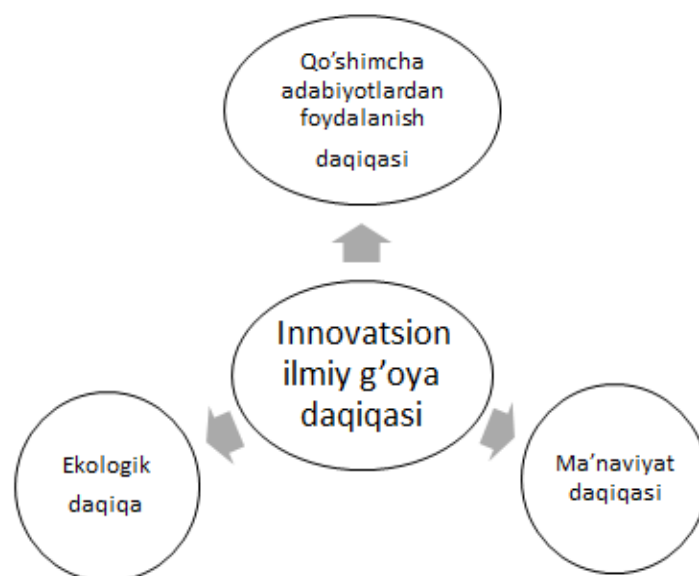 Qo’shimcha
adabiyotlardan
foydalanish
daqiqasi
Innovatsion
ilmiy g’oya
daqiqasi
Ekologik
daqiqa
Ma’naviyat
daqiqasi